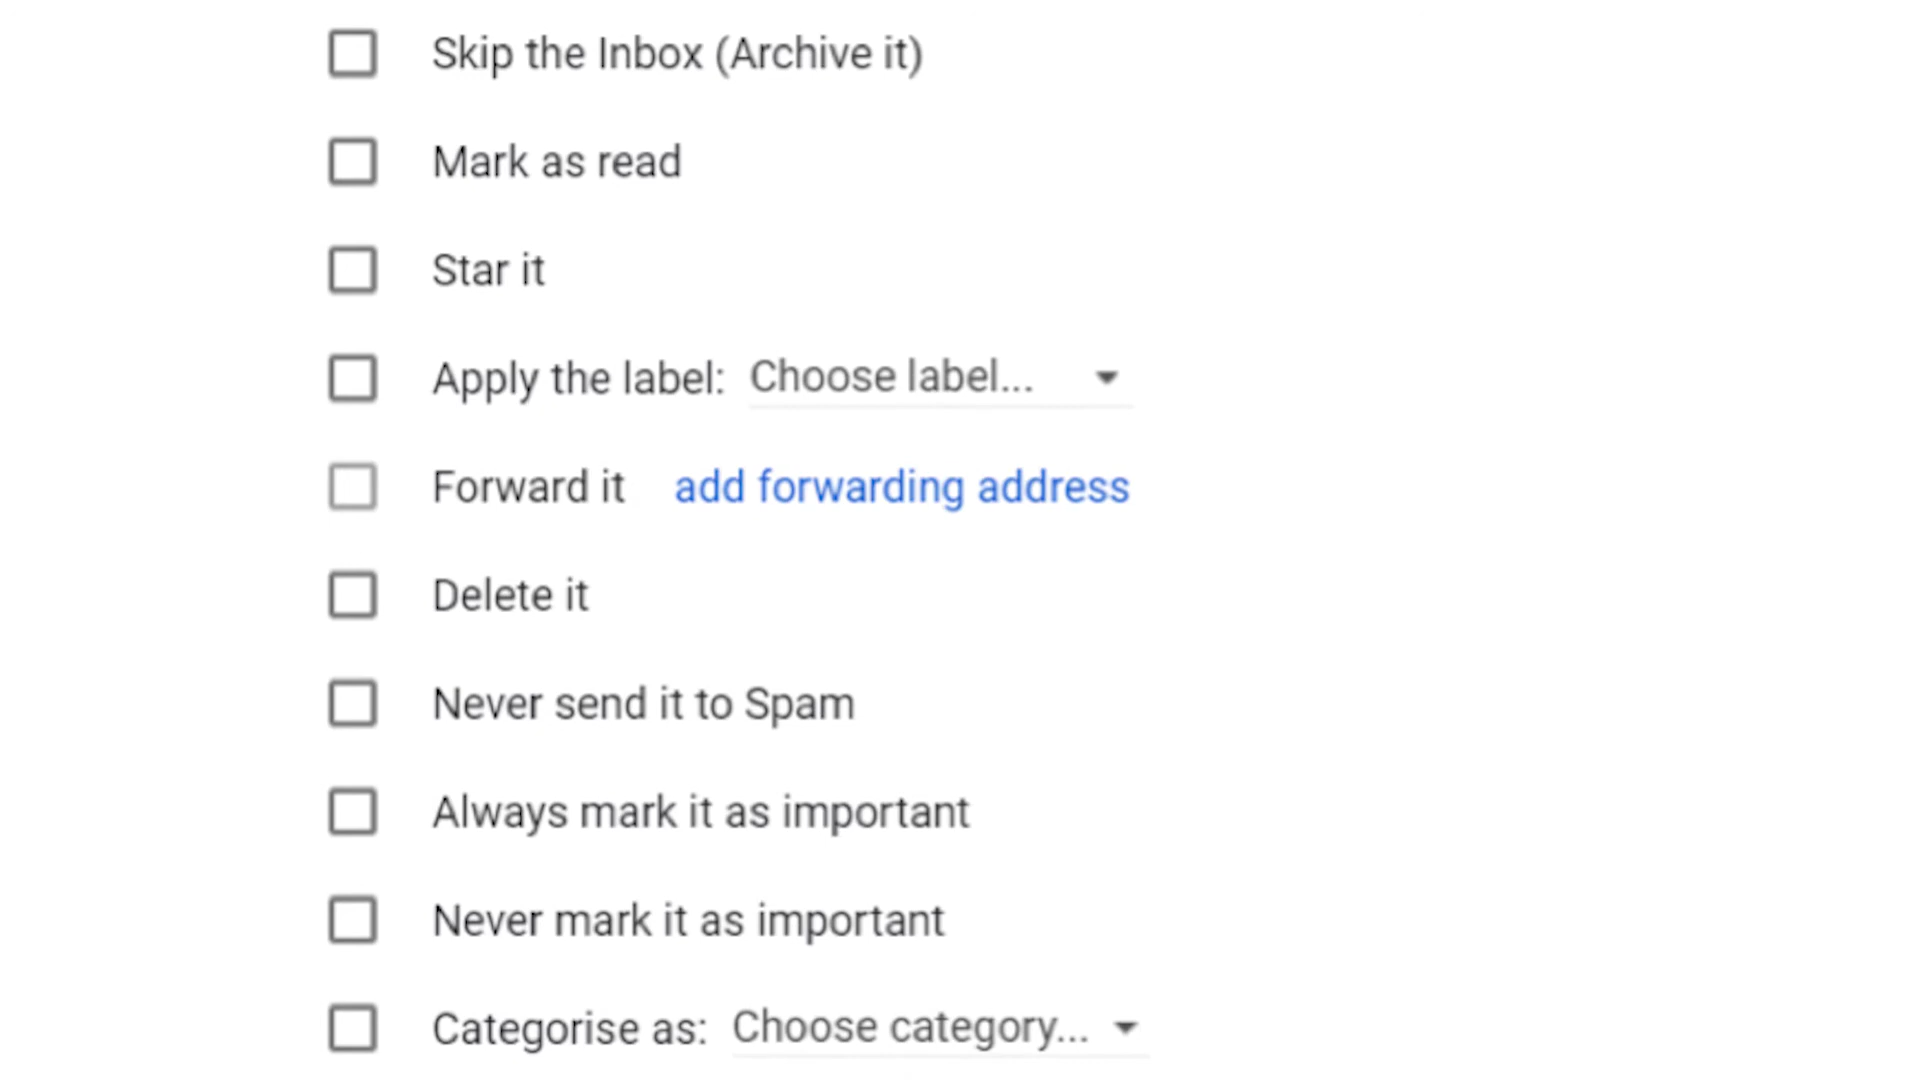 Skip the Inbox (Archive it)
Mark as read
Star it
Apply the label: Choose label...
Forward it add forwarding address
Delete it
Never send it to Spam
Always mark it as important
Never mark it as important
Categorise as: Choose category...